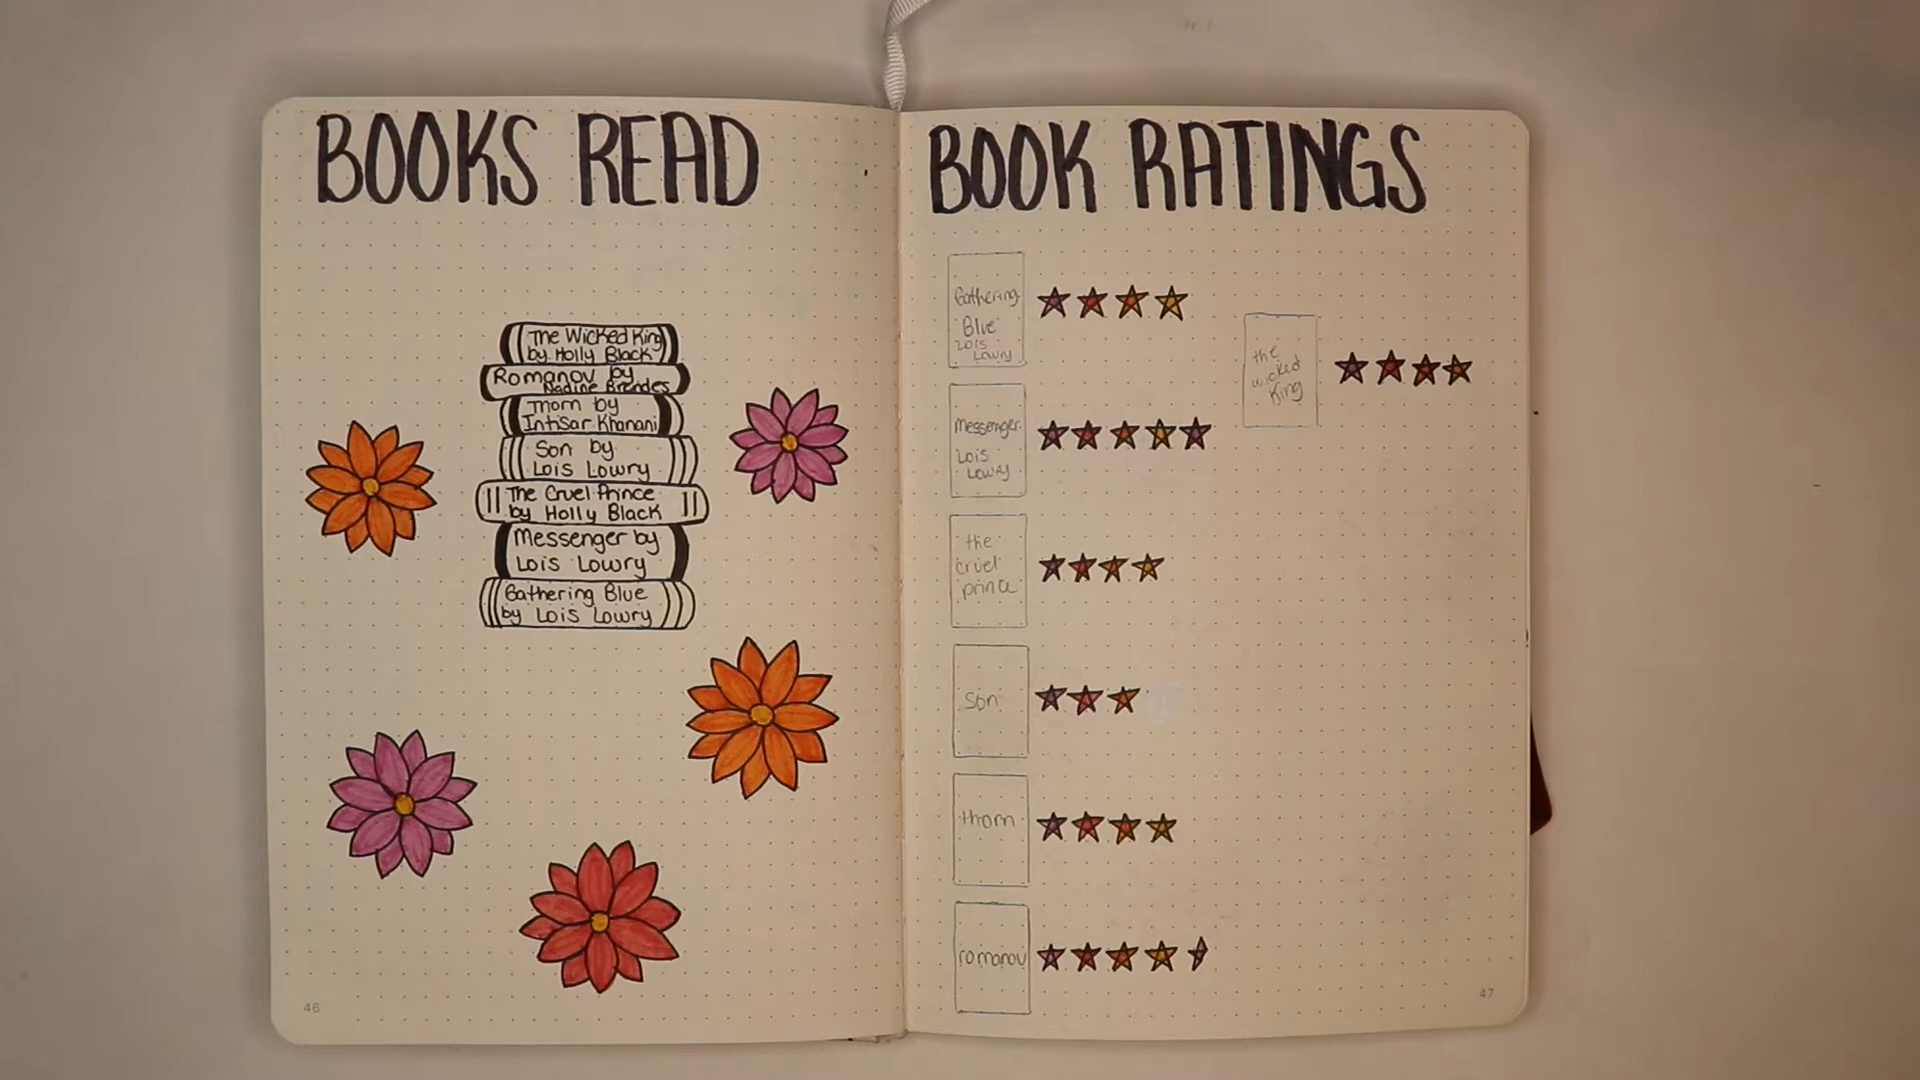 BOOKS READ
The Wicked King
by Holly Black
Romanov by
Nadine Brandes
Thorn by
Intisar Khanani
Son by
Lois Lowry
The Cruel Prince
by Holly Black
Messenger by
Lois Lowry
Gathering Blue
by Lois Lowry
46
BOOK RATINGS
Gathering
Blue
Lois
Lowry
the
wicked
King
Messenger
Lois
Lowry
the
cruel
prince
Son
thorn
romanov
47